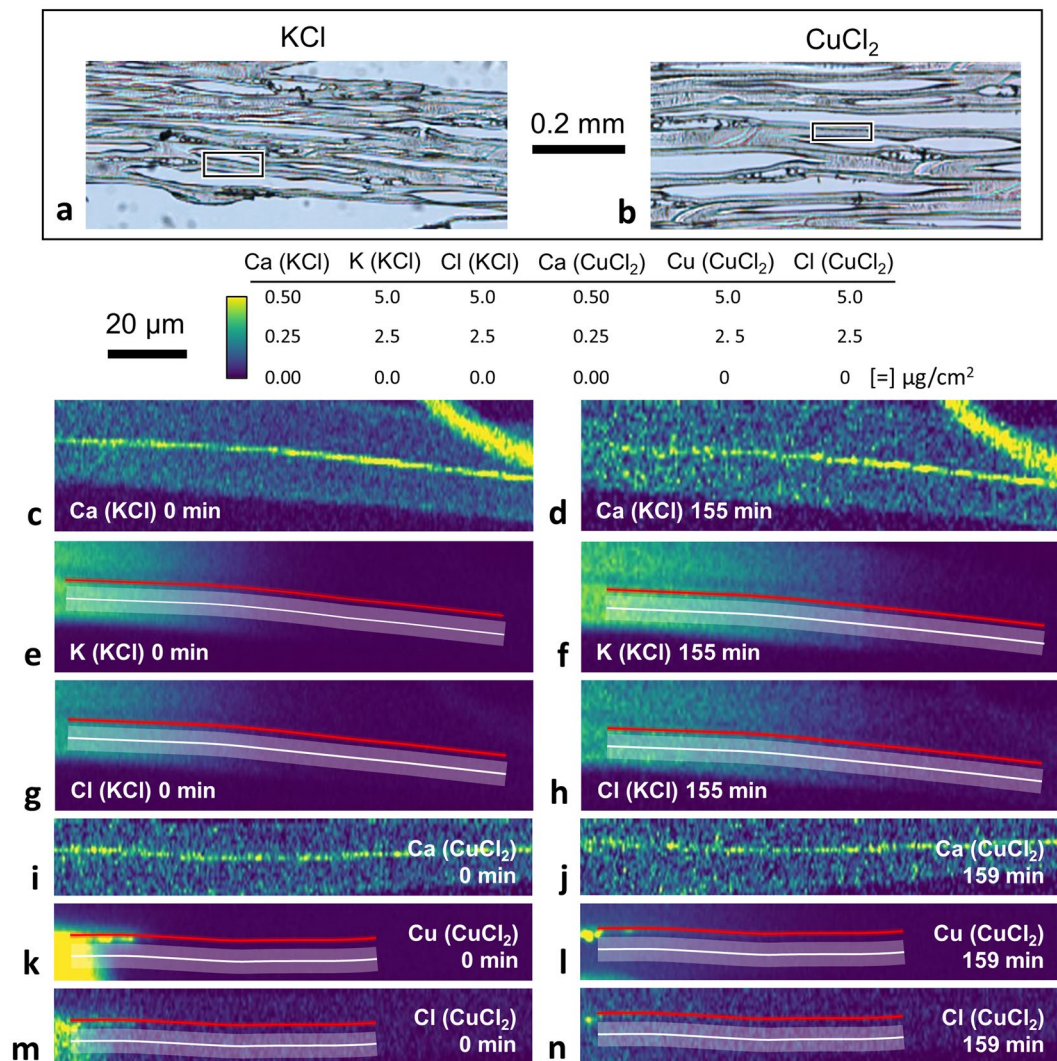 KCl
CuCl2
0.2 mm
a
b
Ca (KCl) K (KCl) Cl (KCl) Ca (CuCl2) Cu (CuCl2) Cl (CuCl2)
0.50 5.0 5.0 0.50 5.0 5.0
20 µm
0.25 2.5 2.5 0.25 2. 5 2.5
0.00 0.0 0.0 0.00 0 0 [=] µg/cm2
c Ca (KCl) 0 min
d Ca (KCl) 155 min
e K (KCl) 0 min
f K (KCl) 155 min
g Cl (KCl) 0 min
h Cl (KCl) 155 min
i Ca (CuCl2)
0 min
j Ca (CuCl2)
159 min
k Cu (CuCl2)
0 min
l Cu (CuCl2)
159 min
m Cl (CuCl2)
0 min
n Cl (CuCl2)
159 min